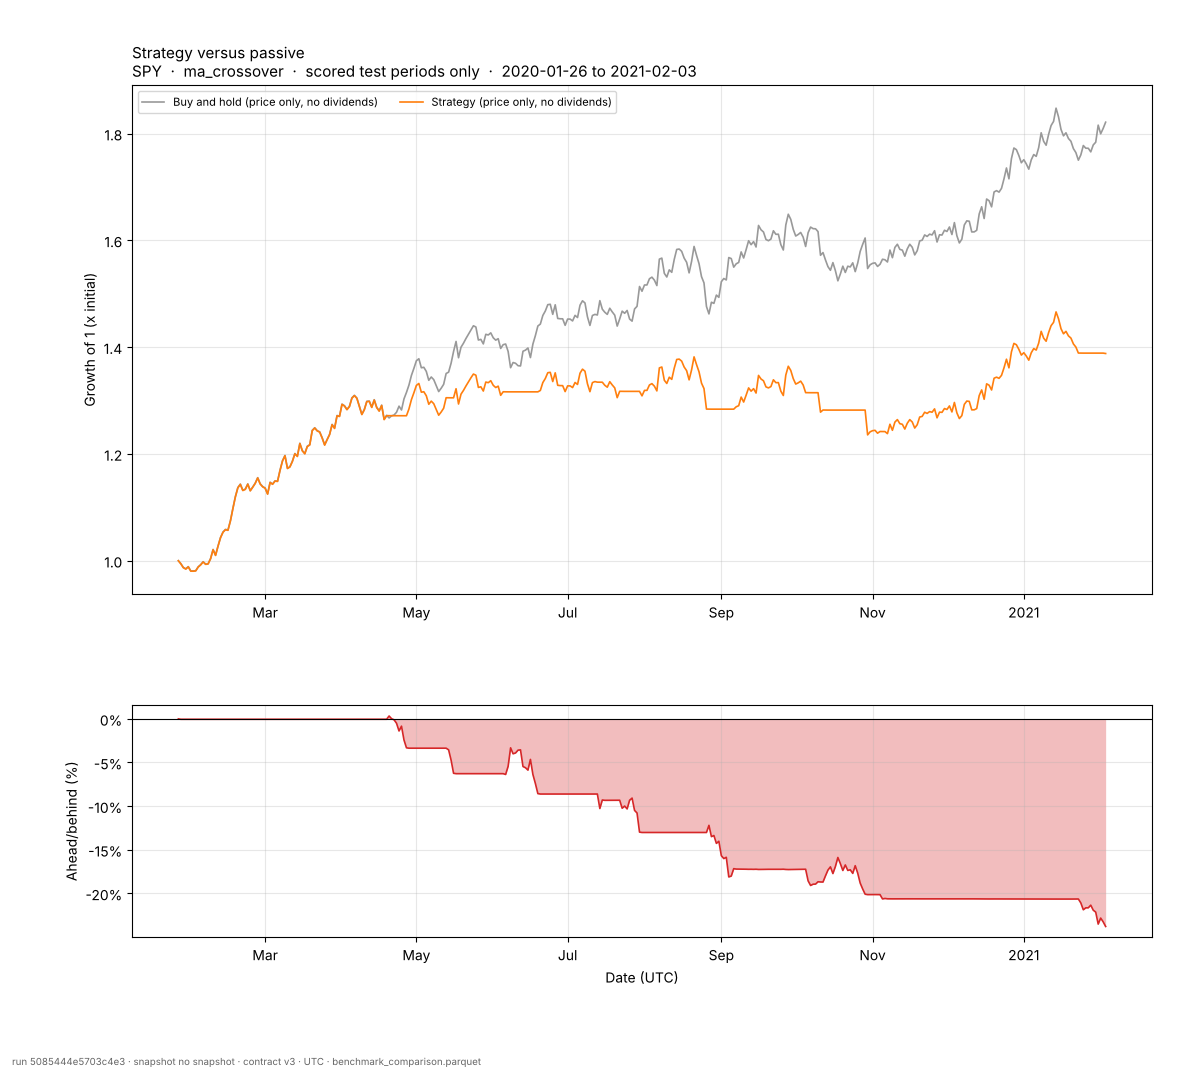 Strategy versus passive
SPY · ma_crossover · scored test periods only · 2020-01-26 to 2021-02-03
Buy and hold (price only, no dividends)
Strategy (price only, no dividends)
Growth of 1 (x initial)
1.8
1.6
1.4
1.2
1.0
Mar
May
Jul
Sep
Nov
2021
Ahead/behind (%)
0%
-5%
-10%
-15%
-20%
Mar
May
Jul
Sep
Nov
2021
Date (UTC)
run 5085444e5703c4e3 · snapshot no snapshot · contract v3 · UTC · benchmark_comparison.parquet